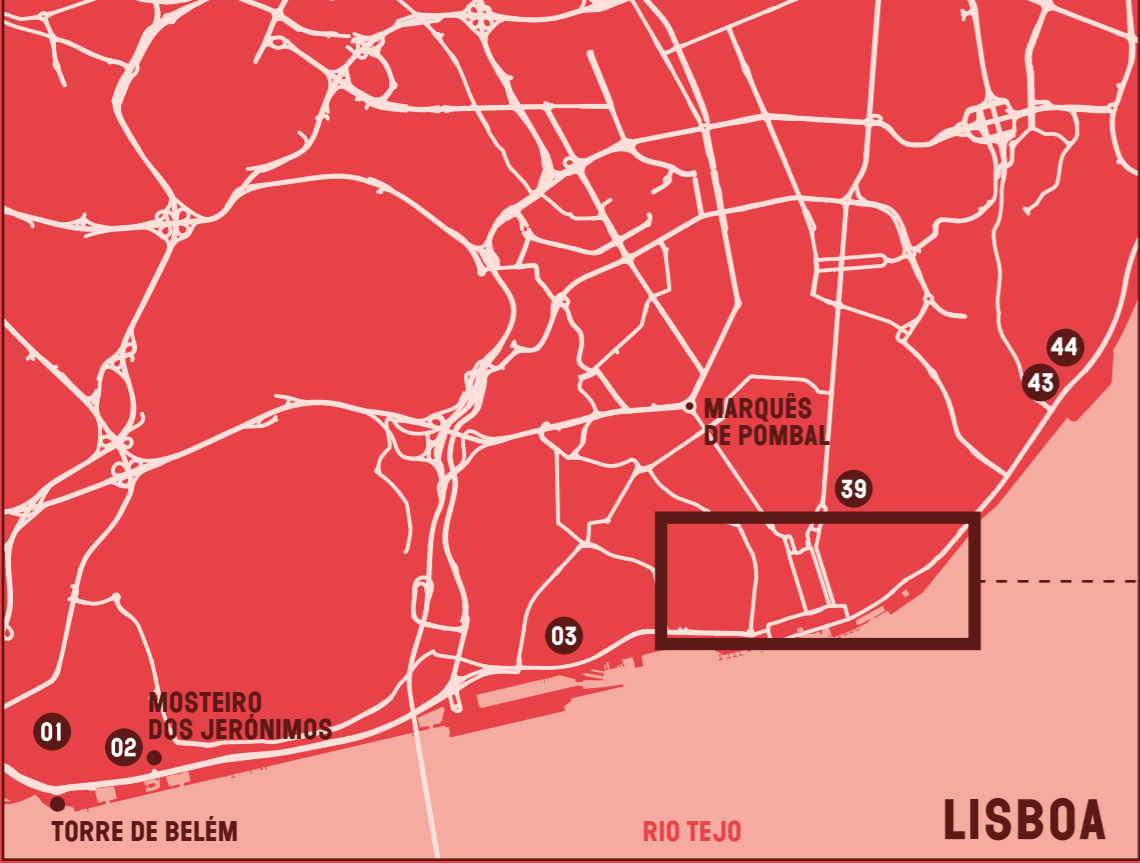 44
43
MARQUÊS
DE POMBAL
39
03
MOSTEIRO
DOS JERÓNIMOS
01
02
TORRE DE BELÉM
RIO TEJO
LISBOA